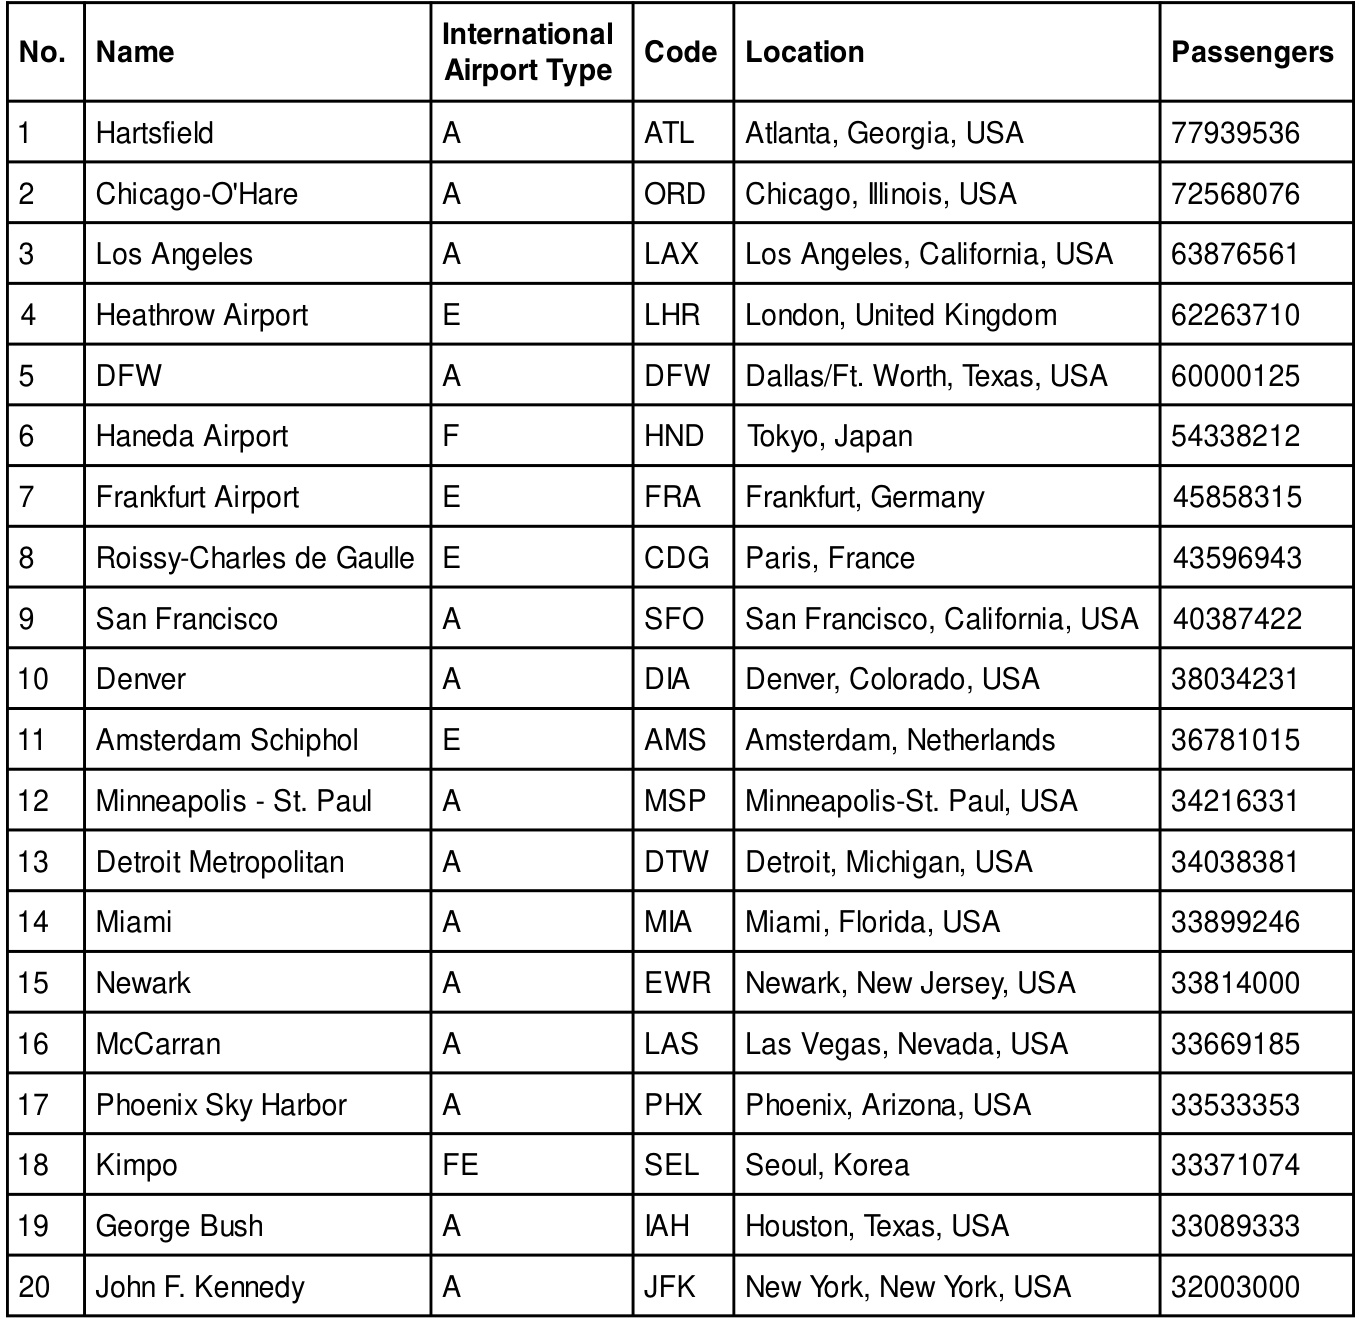 No. Name International Airport Type Code Location Passengers
1 Hartsfield A ATL Atlanta, Georgia, USA 77939536
2 Chicago-O'Hare A ORD Chicago, Illinois, USA 72568076
3 Los Angeles A LAX Los Angeles, California, USA 63876561
4 Heathrow Airport E LHR London, United Kingdom 62263710
5 DFW A DFW Dallas/Ft. Worth, Texas, USA 60000125
6 Haneda Airport F HND Tokyo, Japan 54338212
7 Frankfurt Airport E FRA Frankfurt, Germany 45858315
8 Roissy-Charles de Gaulle E CDG Paris, France 43596943
9 San Francisco A SFO San Francisco, California, USA 40387422
10 Denver A DIA Denver, Colorado, USA 38034231
11 Amsterdam Schiphol E AMS Amsterdam, Netherlands 36781015
12 Minneapolis - St. Paul A MSP Minneapolis-St. Paul, USA 34216331
13 Detroit Metropolitan A DTW Detroit, Michigan, USA 34038381
14 Miami A MIA Miami, Florida, USA 33899246
15 Newark A EWR Newark, New Jersey, USA 33814000
16 McCarran A LAS Las Vegas, Nevada, USA 33669185
17 Phoenix Sky Harbor A PHX Phoenix, Arizona, USA 33533353
18 Kimpo FE SEL Seoul, Korea 33371074
19 George Bush A IAH Houston, Texas, USA 33089333
20 John F. Kennedy A JFK New York, New York, USA 32003000